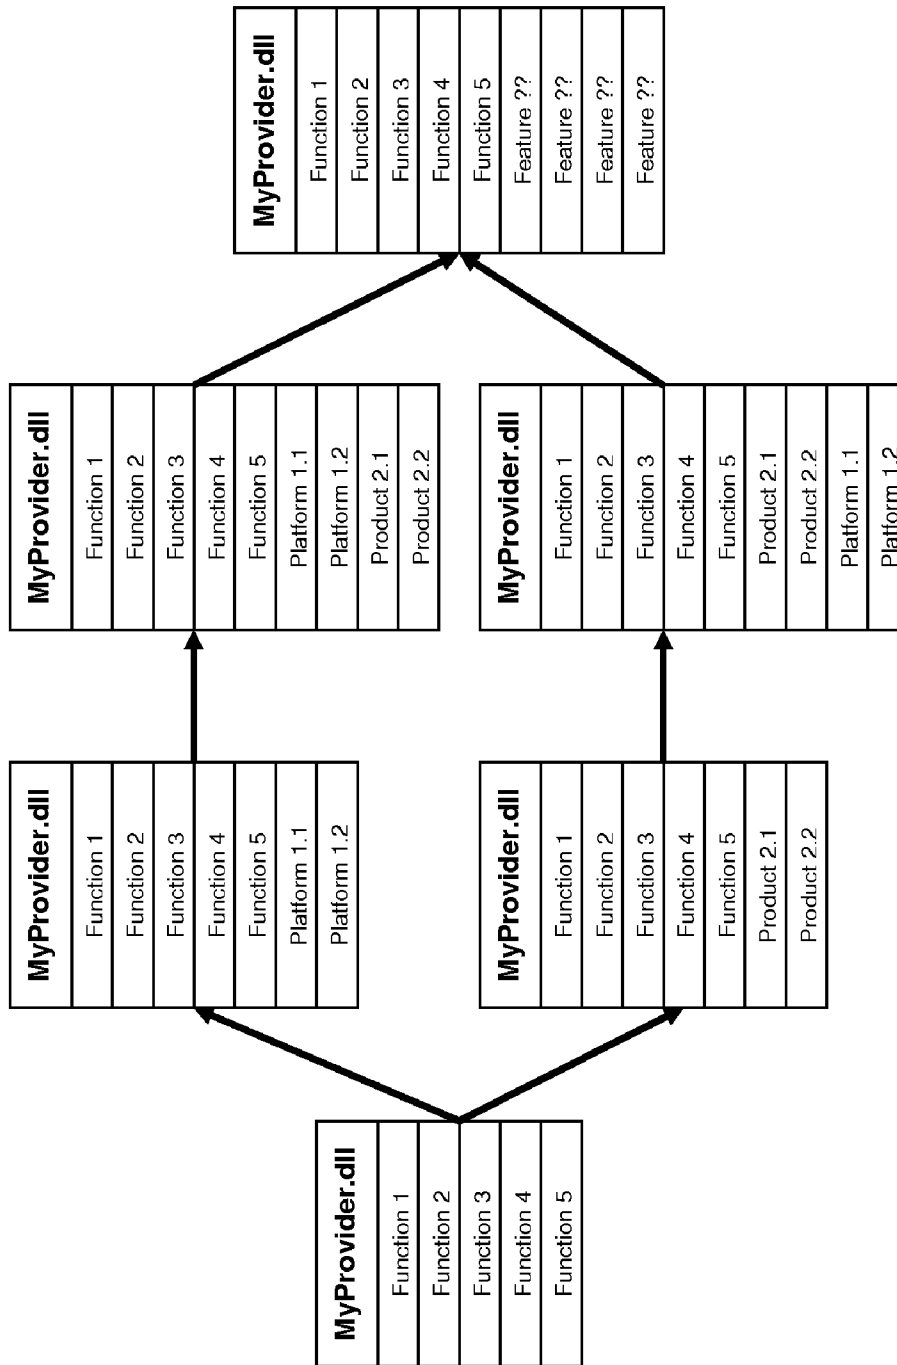 MyProvider.dll
Function 1
Function 2
Function 3
Function 4
Function 5
MyProvider.dll
Function 1
Function 2
Function 3
Function 4
Function 5
Platform 1.1
Platform 1.2
MyProvider.dll
Function 1
Function 2
Function 3
Function 4
Function 5
Product 2.1
Product 2.2
MyProvider.dll
Function 1
Function 2
Function 3
Function 4
Function 5
Platform 1.1
Platform 1.2
Product 2.1
Product 2.2
MyProvider.dll
Function 1
Function 2
Function 3
Function 4
Function 5
Product 2.1
Product 2.2
Platform 1.1
Platform 1.2
MyProvider.dll
Function 1
Function 2
Function 3
Function 4
Function 5
Feature ??
Feature ??
Feature ??
Feature ??